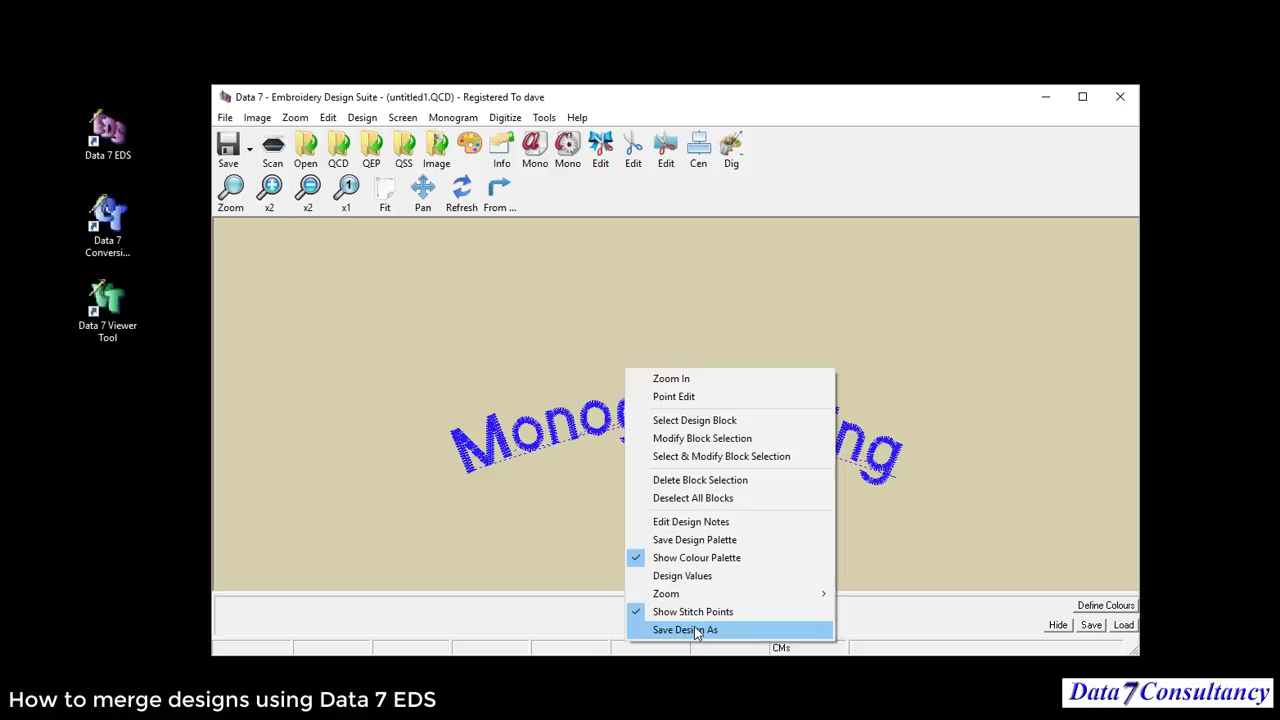 Data 7 - Embroidery Design Suite - (untitled1.QCD) - Registered To dave
File Image Zoom Edit Design Screen Monogram Digitize Tools Help
Save Scan Open QCD QEP QSS Image Info Mono Mono Edit Edit Edit Cen Dig
Zoom x2 x2 x1 Fit Pan Refresh From ...
Data 7 EDS
Data 7
Conversi...
Data 7 Viewer
Tool
Zoom In
Point Edit
Select Design Block
Modify Block Selection
Select & Modify Block Selection
Delete Block Selection
Deselect All Blocks
Edit Design Notes
Save Design Palette
Show Colour Palette
Design Values
Zoom
Show Stitch Points
Save Design As
Define Colours
Hide Save Load
CMs
How to merge designs using Data 7 EDS
Data7Consultancy